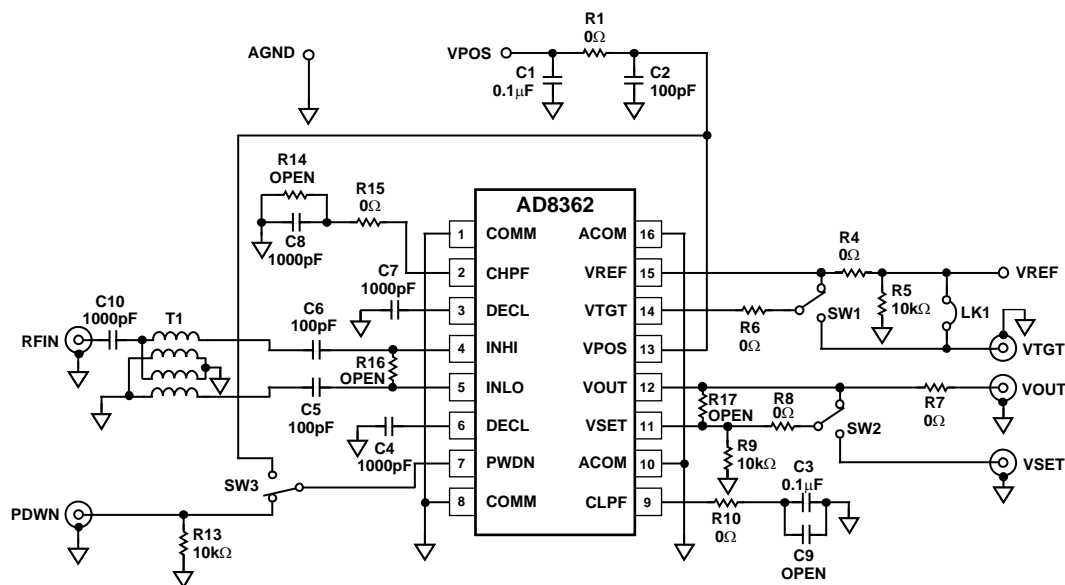 R1
0Ω
AGND
VPOS
C1
0.1μF
C2
100pF
R14
OPEN
R15
0Ω
C8
1000pF
C7
1000pF
C10
1000pF
T1
C6
100pF
RFIN
R16
OPEN
C5
100pF
C4
1000pF
SW3
PDWN
R13
10kΩ
AD8362
1 COMM
2 CHPF
3 DECL
4 INHI
5 INLO
6 DECL
7 PWDN
8 COMM
ACOM 16
VREF 15
VTGT 14
VPOS 13
VOUT 12
VSET 11
ACOM 10
CLPF 9
R4
0Ω
VREF
R5
10kΩ
LK1
SW1
R6
0Ω
VTGT
VOUT
R17
OPEN
R8
0Ω
R7
0Ω
SW2
R9
10kΩ
VSET
C3
0.1μF
R10
0Ω
C9
OPEN